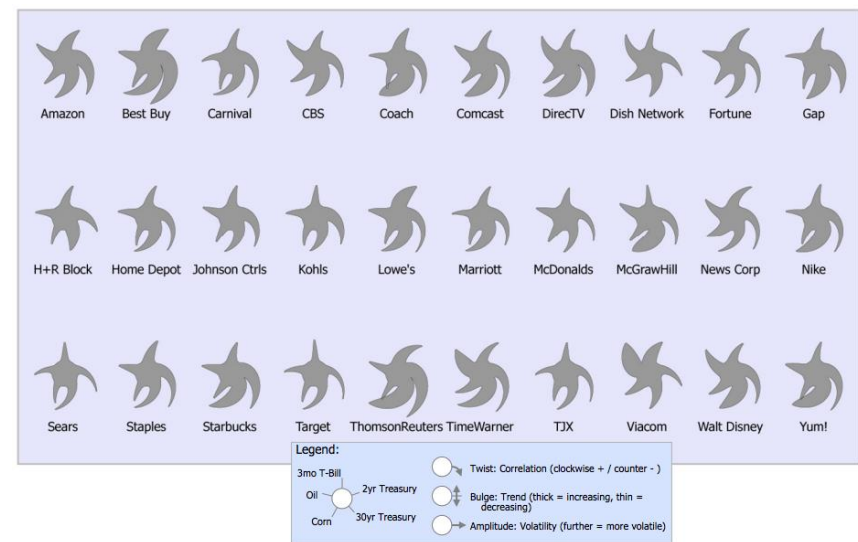 Amazon Best Buy Carnival CBS Coach Comcast DirecTV Dish Network Fortune Gap
H+R Block Home Depot Johnson Ctrls Kohls Lowe's Marriott McDonalds McGrawHill News Corp Nike
Sears Staples Starbucks Target ThomsonReuters TimeWarner TJX Viacom Walt Disney Yum!
Legend:
3mo T-Bill
Oil
2yr Treasury
Corn
30yr Treasury
Twist: Correlation (clockwise + / counter - )
Bulge: Trend (thick = increasing, thin =
decreasing)
Amplitude: Volatility (further = more volatile)